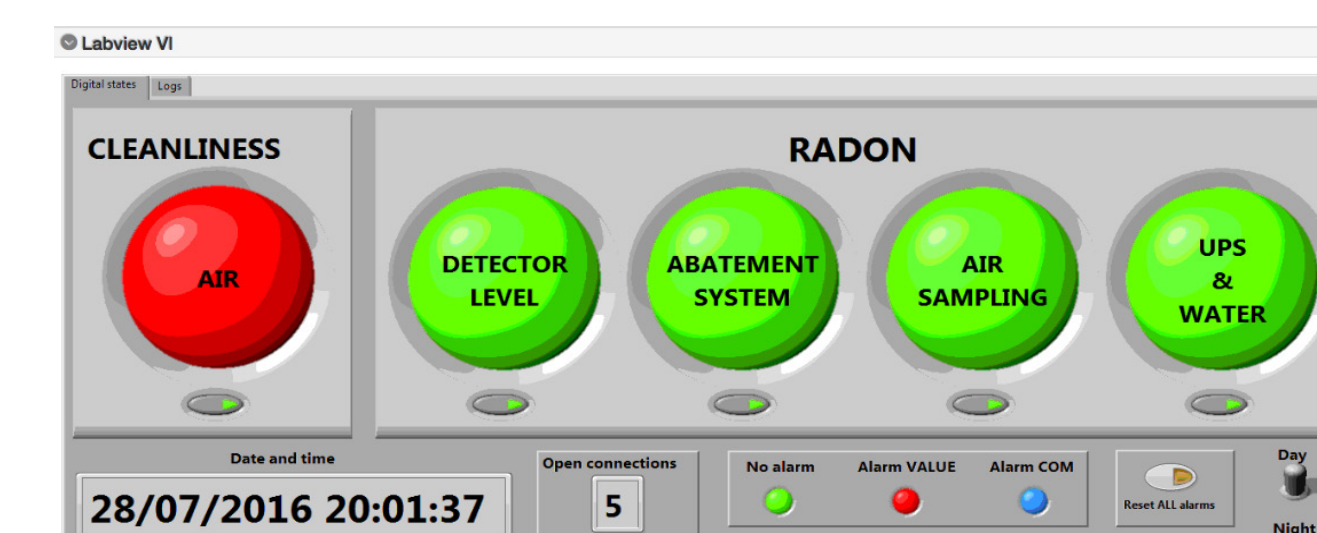 Labview VI
Digital states
Logs
CLEANLINESS
RADON
AIR
DETECTOR
LEVEL
ABATEMENT
SYSTEM
AIR
SAMPLING
UPS
&
WATER
Date and time
28/07/2016 20:01:37
Open connections
5
No alarm
Alarm VALUE
Alarm COM
Reset ALL alarms
Day
Night